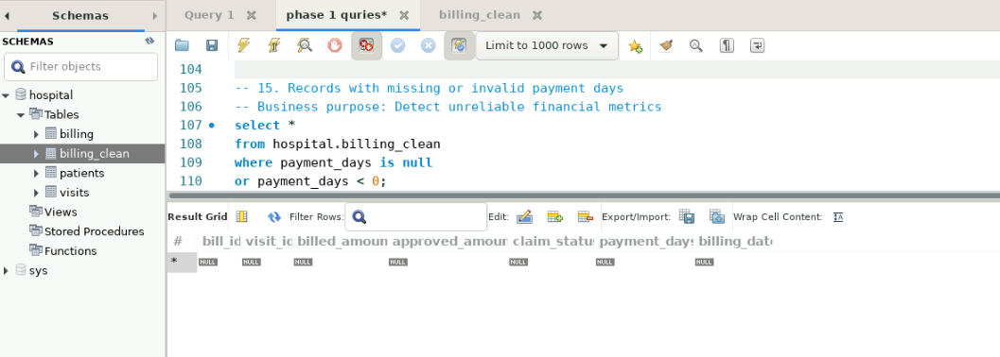 Schemas
Query 1
phase 1 quries*
billing_clean
SCHEMAS
Filter objects
hospital
Tables
billing
billing_clean
patients
visits
Views
Stored Procedures
Functions
sys
Limit to 1000 rows
104
105 -- 15. Records with missing or invalid payment days
106 -- Business purpose: Detect unreliable financial metrics
107 select *
108 from hospital.billing_clean
109 where payment_days is null
110 or payment_days < 0;
Result Grid Filter Rows: Edit: Export/Import: Wrap Cell Content:
# bill_id visit_id billed_amoun approved_amour claim_statu payment_days billing_date
* NULL NULL NULL NULL NULL NULL NULL